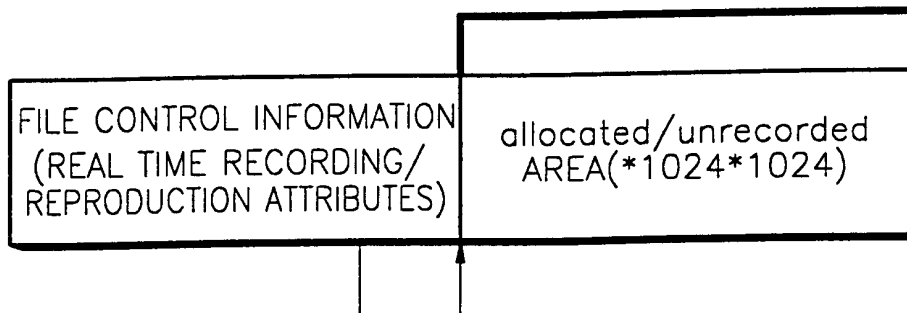 FILE CONTROL INFORMATION
(REAL TIME RECORDING/
REPRODUCTION ATTRIBUTES)
allocated/unrecorded
AREA(*1024*1024)